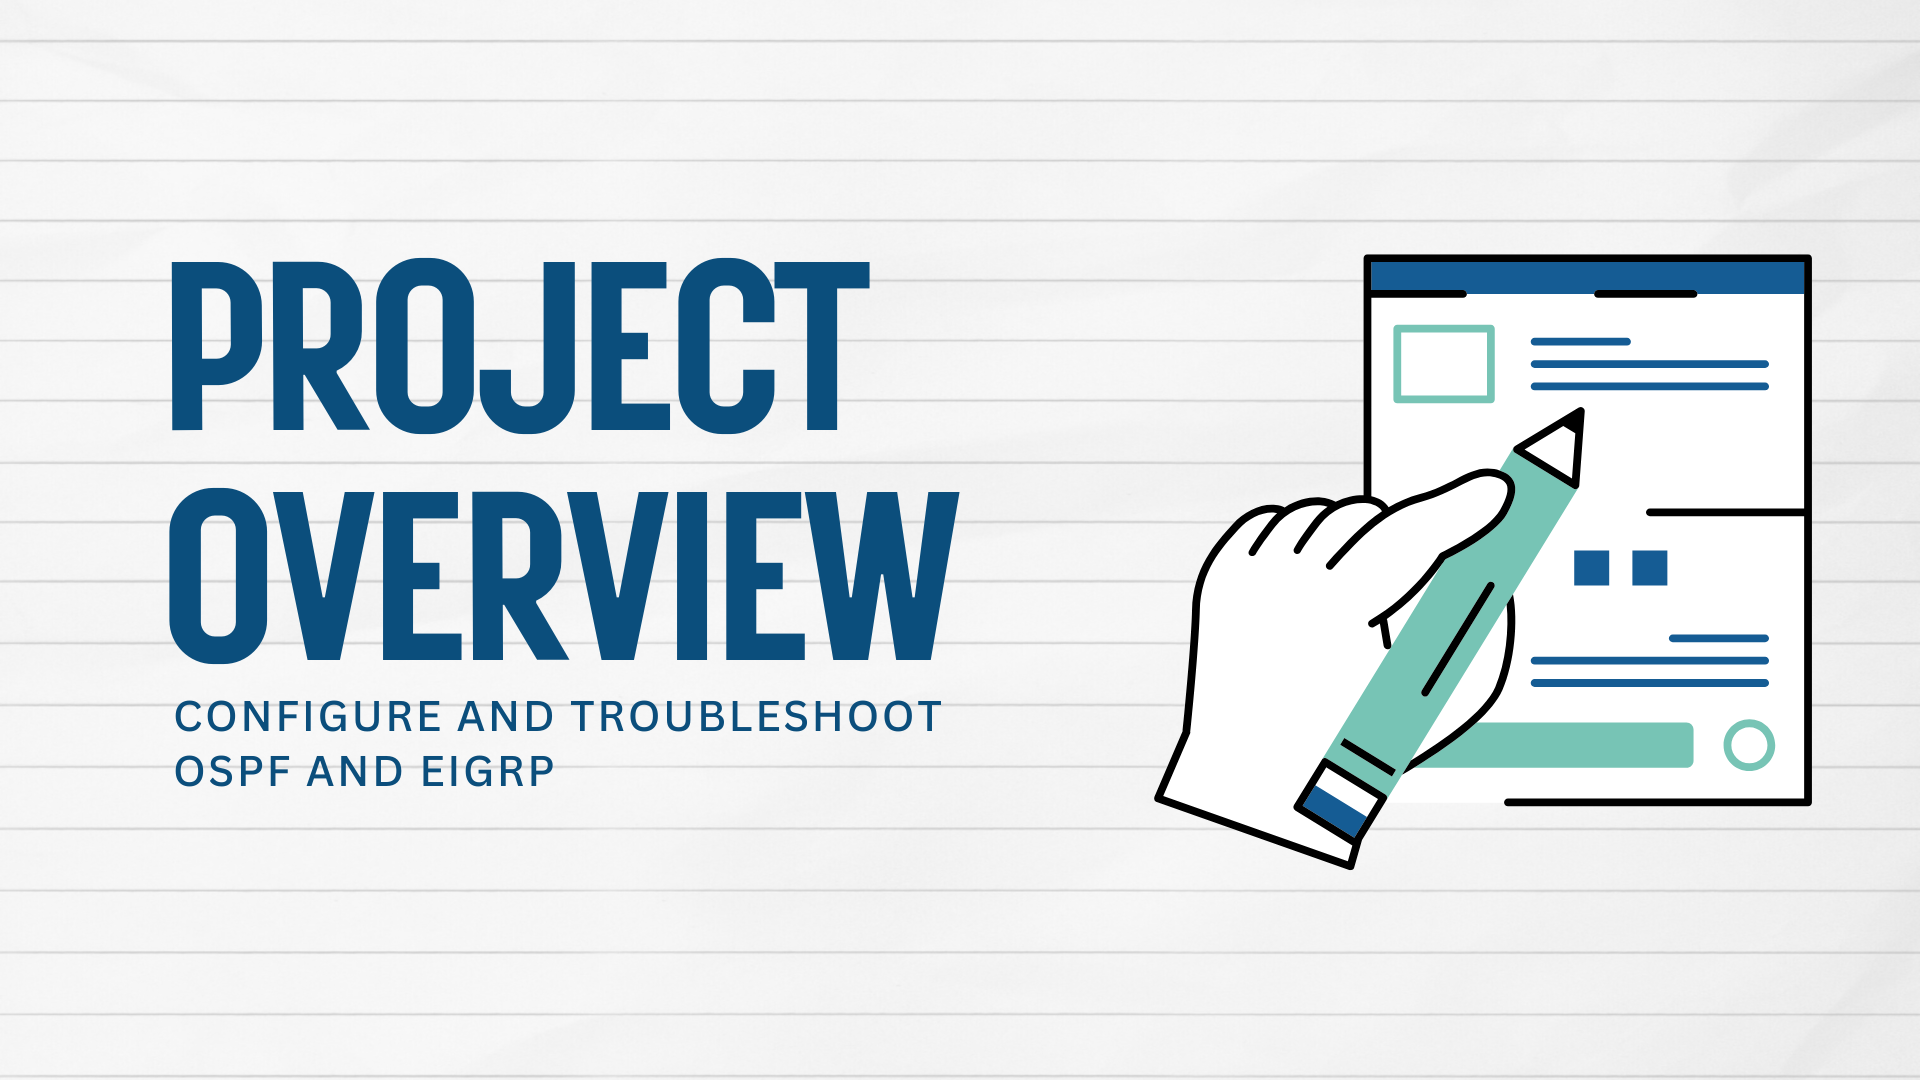 PROJECT
OVERVIEW
CONFIGURE AND TROUBLESHOOT
OSPF AND EIGRP